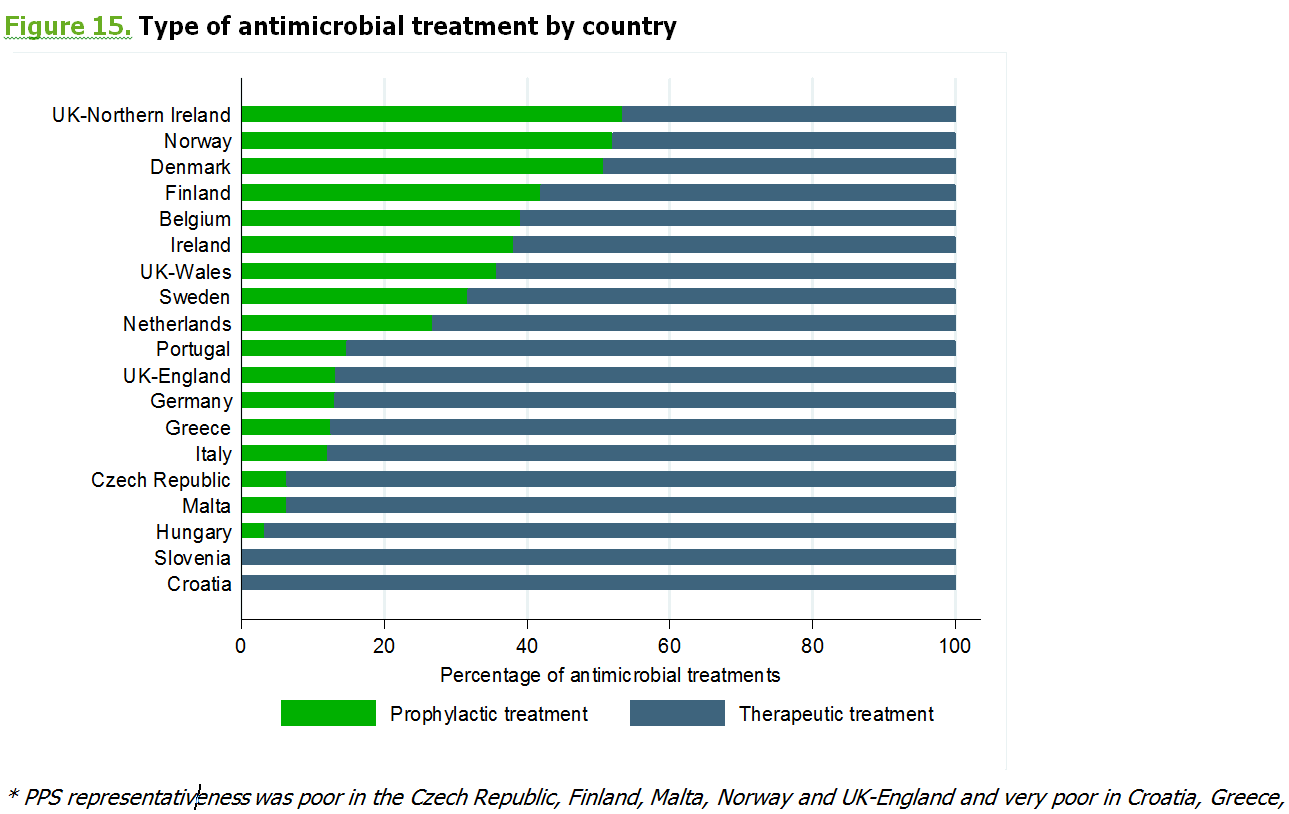 Figure 15. Type of antimicrobial treatment by country
UK-Northern Ireland
Norway
Denmark
Finland
Belgium
Ireland
UK-Wales
Sweden
Netherlands
Portugal
UK-England
Germany
Greece
Italy
Czech Republic
Malta
Hungary
Slovenia
Croatia
0 20 40 60 80 100
Percentage of antimicrobial treatments
Prophylactic treatment Therapeutic treatment
* PPS representativeness was poor in the Czech Republic, Finland, Malta, Norway and UK-England and very poor in Croatia, Greece,